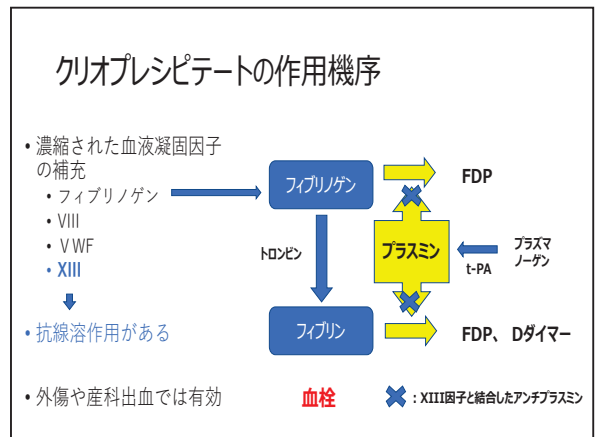 クリオプレシピテートの作用機序
• 濃縮された血液凝固因子
の補充
• フィブリノゲン
• VIII
• VWF
• XIII
• 抗線溶作用がある
• 外傷や産科出血では有効
フィブリノゲン
FDP
トロンビン
プラスミン
t-PA
プラズマ
ノーゲン
フィブリン
FDP、 Dダイマー
血栓
：XIII因子と結合したアンチプラスミン